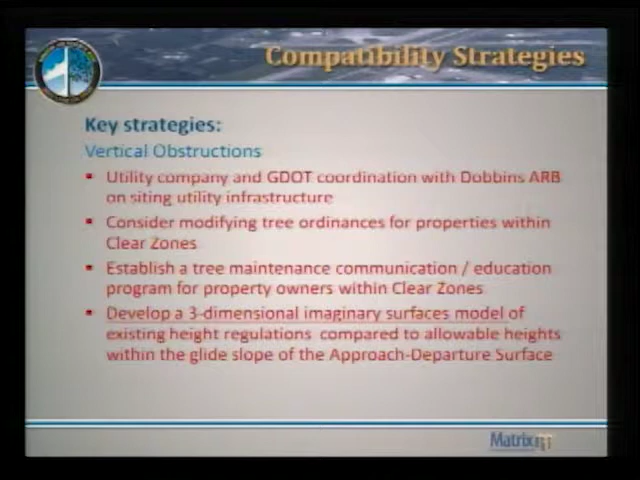 Compatibility Strategies
Key strategies:
Vertical Obstructions
▪ Utility company and GDOT coordination with Dobbins ARB
on siting utility infrastructure
▪ Consider modifying tree ordinances for properties within
Clear Zones
▪ Establish a tree maintenance communication / education
program for property owners within Clear Zones
▪ Develop a 3-dimensional imaginary surfaces model of
existing height regulations compared to allowable heights
within the glide slope of the Approach-Departure Surface
Matrix